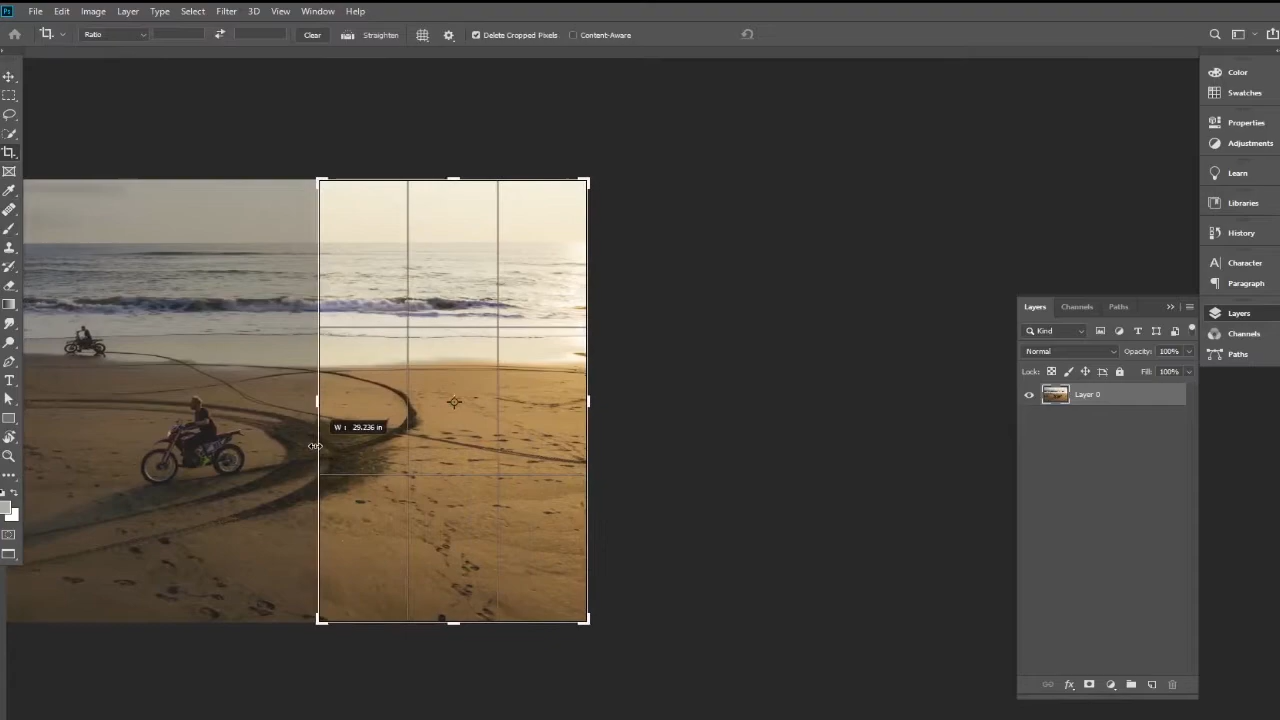 Ps File Edit Image Layer Type Select Filter 3D View Window Help
Ratio Clear Straighten Delete Cropped Pixels Content-Aware
Color
Swatches
Properties
Adjustments
Learn
Libraries
History
Character
Paragraph
Layers
Channels
Paths
W : 29.236 in
Layers Channels Paths
Kind
Normal Opacity: 100%
Lock: Fill: 100%
Layer 0
fx